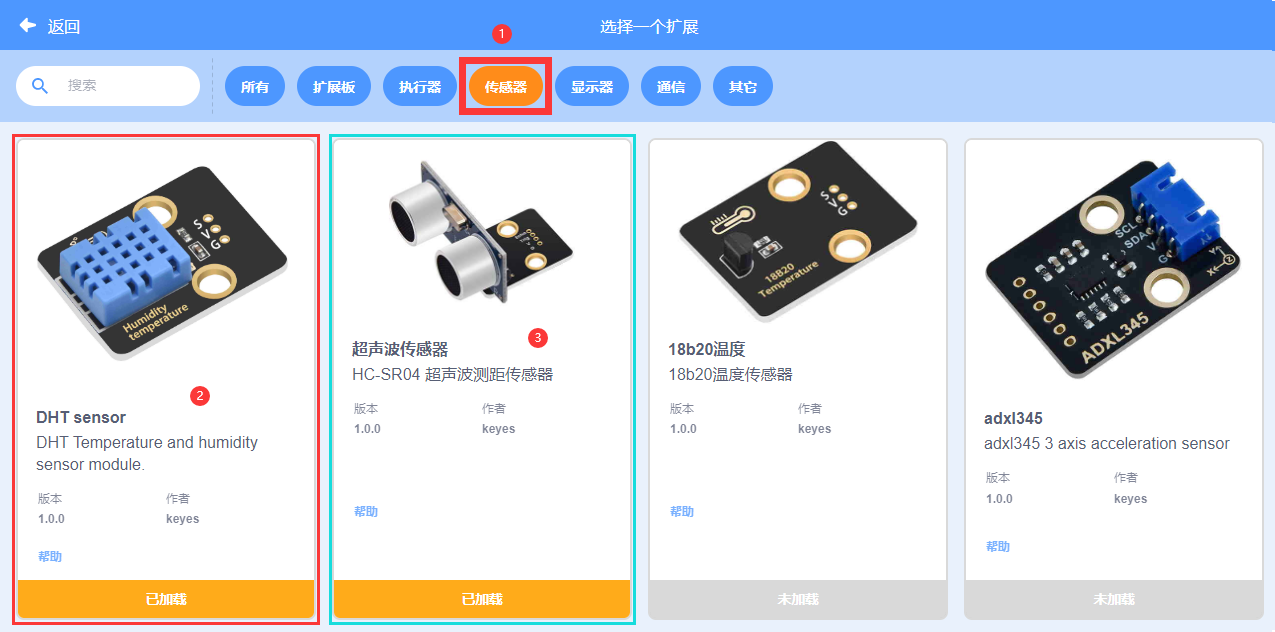 返回
选择一个扩展
1
搜索
所有
扩展板
执行器
传感器
显示器
通信
其它
S
V
G
Humidity
temperature
2
DHT sensor
DHT Temperature and humidity
sensor module.
版本
作者
1.0.0
keyes
帮助
已加载
3
超声波传感器
HC-SR04 超声波测距传感器
版本
作者
1.0.0
keyes
帮助
已加载
S
V
G
18B20
Temperature
18b20温度
18b20温度传感器
版本
作者
1.0.0
keyes
帮助
未加载
SCL
SDA
V
G
Y
X
Z
ADXL345
adxl345
adxl345 3 axis acceleration sensor
版本
作者
1.0.0
keyes
帮助
未加载